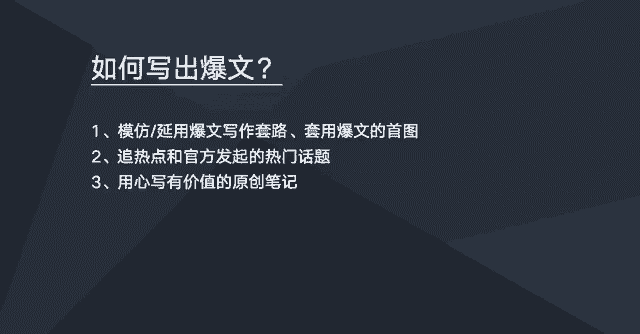 如何写出爆文？
1、模仿/延用爆文写作套路、套用爆文的首图
2、追热点和官方发起的热门话题
3、用心写有价值的原创笔记